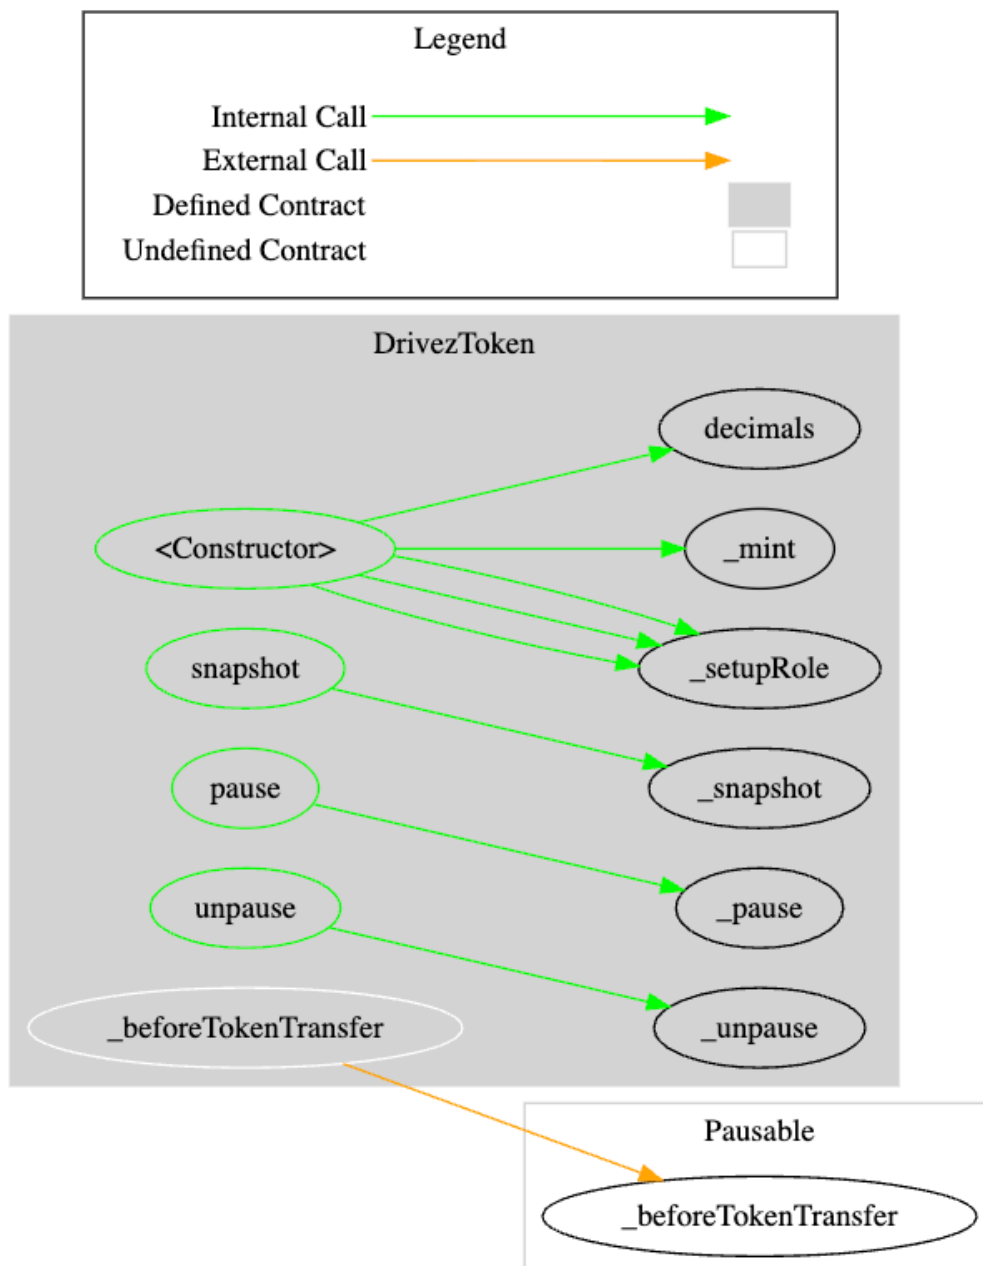 Legend
Internal Call
External Call
Defined Contract
Undefined Contract
DrivezToken
decimals
<Constructor>
_mint
snapshot
_setupRole
pause
_snapshot
unpause
_pause
_beforeTokenTransfer
_unpause
Pausable
_beforeTokenTransfer